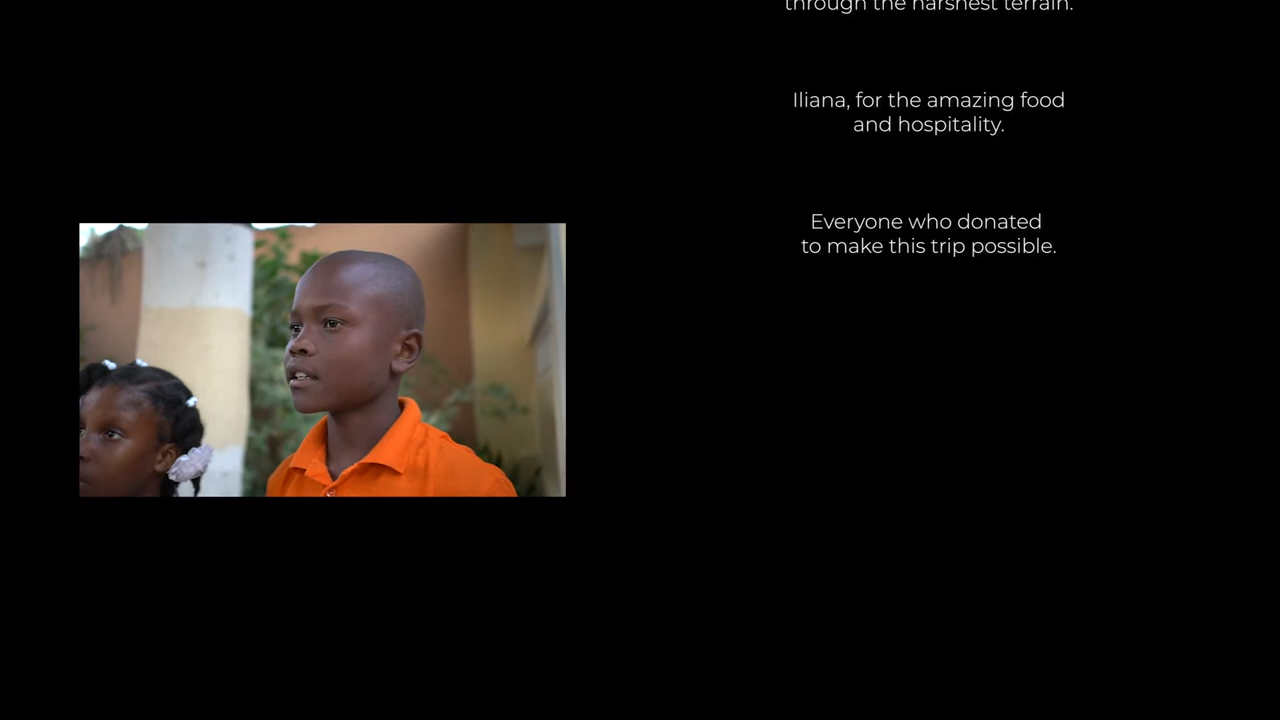 through the harshest terrain.
Iliana, for the amazing food
and hospitality.
Everyone who donated
to make this trip possible.